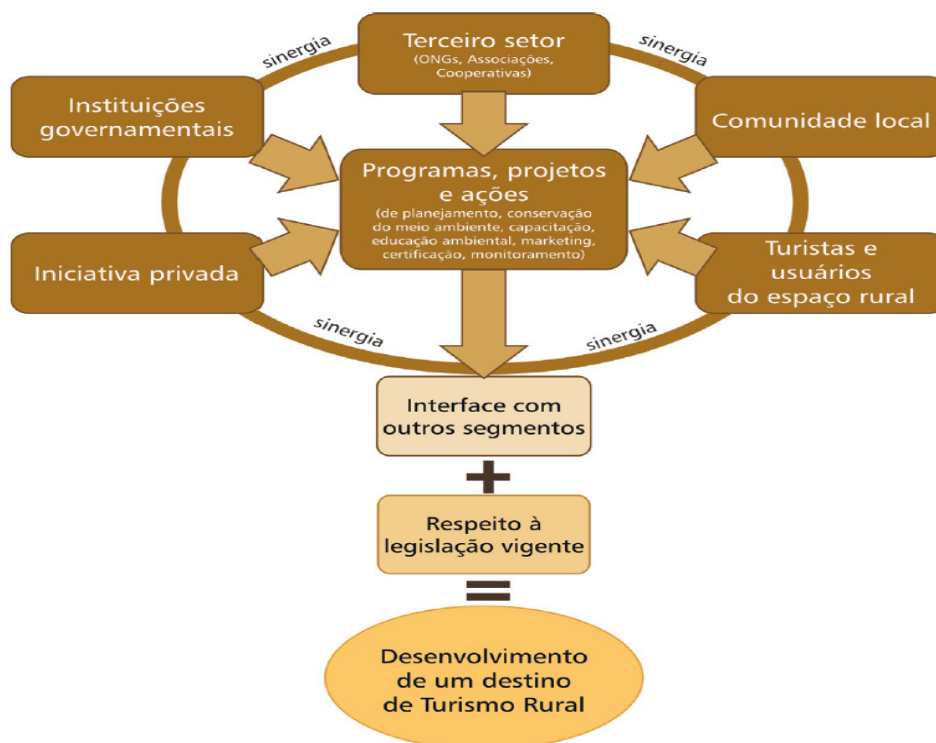 sinergia
Terceiro setor
(ONGs, Associações,
Cooperativas)
sinergia
Instituições
governamentais
Comunidade local
Programas, projetos
e ações
(de planejamento, conservação
do meio ambiente, capacitação,
educação ambiental, marketing,
certificação, monitoramento)
Iniciativa privada
Turistas e
usuários
do espaço rural
sinergia
sinergia
Interface com
outros segmentos
+
Respeito à
legislação vigente
=
Desenvolvimento
de um destino
de Turismo Rural